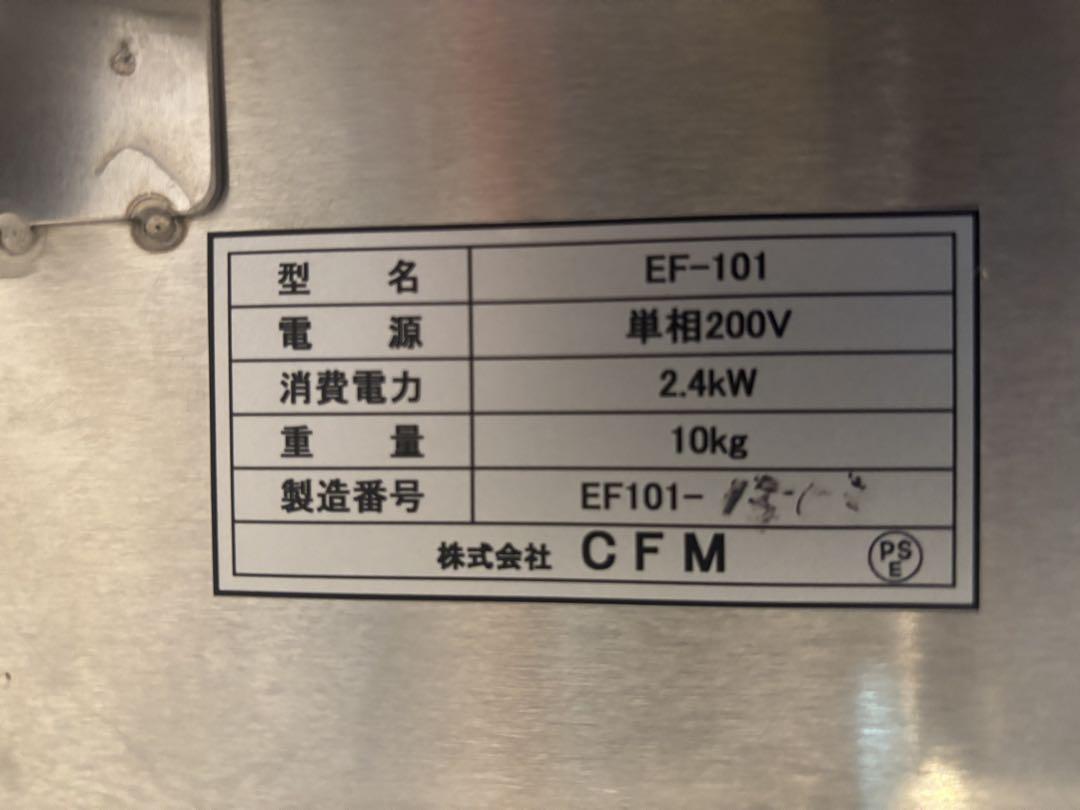 型名 EF-101
電源 単相200V
消費電力 2.4kW
重量 10kg
製造番号 EF101-
株式会社 CFM PSE